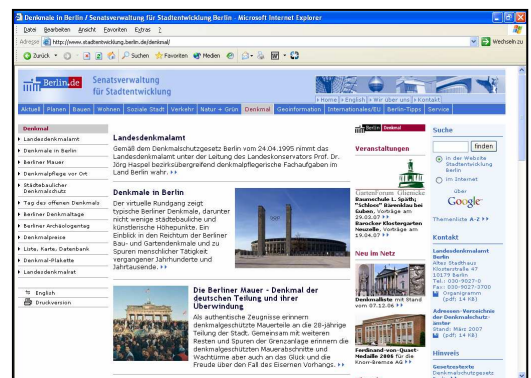 Denkmale in Berlin / Senatsverwaltung für Stadtentwicklung Berlin - Microsoft Internet Explorer
Datei Bearbeiten Ansicht Favoriten Extras ?
Adresse http://www.stadtentwicklung.berlin.de/denkmal/
Wechseln zu
Zurück Suchen Favoriten Medien
Berlin.de
Senatsverwaltung
für Stadtentwicklung
Home English Wir über uns Kontakt
Aktuell Planen Bauen Wohnen Soziale Stadt Verkehr Natur + Grün Denkmal Geoinformation Internationales/EU Berlin-Tipps Service
Denkmal
Landesdenkmalamt
Denkmale in Berlin
Berliner Mauer
Denkmalpflege vor Ort
Städtebaulicher
Denkmalschutz
Tag des offenen Denkmals
Berliner Denkmaltage
Berliner Archäologentag
Denkmalpreise
Liste, Karte, Datenbank
Denkmal-Plakette
Landesdenkmalrat
English
Druckversion
Landesdenkmalamt
Gemäß dem Denkmalschutzgesetz Berlin vom 24.04.1995 nimmt das
Landesdenkmalamt unter der Leitung des Landeskonservators Prof. Dr.
Jörg Haspel bezirksübergreifend denkmalpflegerische Fachaufgaben im
Land Berlin wahr.
Denkmale in Berlin
Der virtuelle Rundgang zeigt
typische Berliner Denkmale, darunter
nicht wenige städtebauliche und
künstlerische Höhepunkte. Ein
Einblick in den Reichtum der Berliner
Bau- und Gartendenkmale und zu
Spuren menschlicher Tätigkeit
vergangener Jahrhunderte und
Jahrtausende.
Die Berliner Mauer - Denkmal der
deutschen Teilung und ihrer
Überwindung
Als authentische Zeugnisse erinnern
denkmalgeschützte Mauerteile an die 28-jährige
Teilung der Stadt. Gemeinsam mit weiteren
Resten und Spuren der Grenzanlage erinnern die
denkmalgeschützten Mauerabschnitte und
Wachtürme aber auch an das Glück und die
Freude über den Fall des Eisernen Vorhangs.
Berlin Denkmal
Veranstaltungen
GartenForum Glienicke
Baumschule L. Späth;
"Schloss" Bärenklau bei
Guben, Vorträge am
29.03.07
Barocker Klostergarten
Neuzelle, Vorträge am
19.04.07
Neu im Netz
Denkmalliste mit Stand
vom 07.12.06
Ferdinand-von-Quast-
Medaille 2006 für die
Knorr-Bremse AG
Suche
finden
in der Website
Stadtentwicklung
Berlin
im Internet
über
Google
Themenliste A-Z
Kontakt
Landesdenkmalamt
Berlin
Altes Stadthaus
Klosterstraße 47
10179 Berlin
Tel.: 030-9027-0
Fax: 030-9027-3700
Organigramm
(pdf; 14 KB)
Adressen-Verzeichnis
der Denkmalschutz-
ämter
Stand: März 2007
(pdf; 14 KB)
Hinweis
Gesetzestexte
Denkmalschutzgesetz